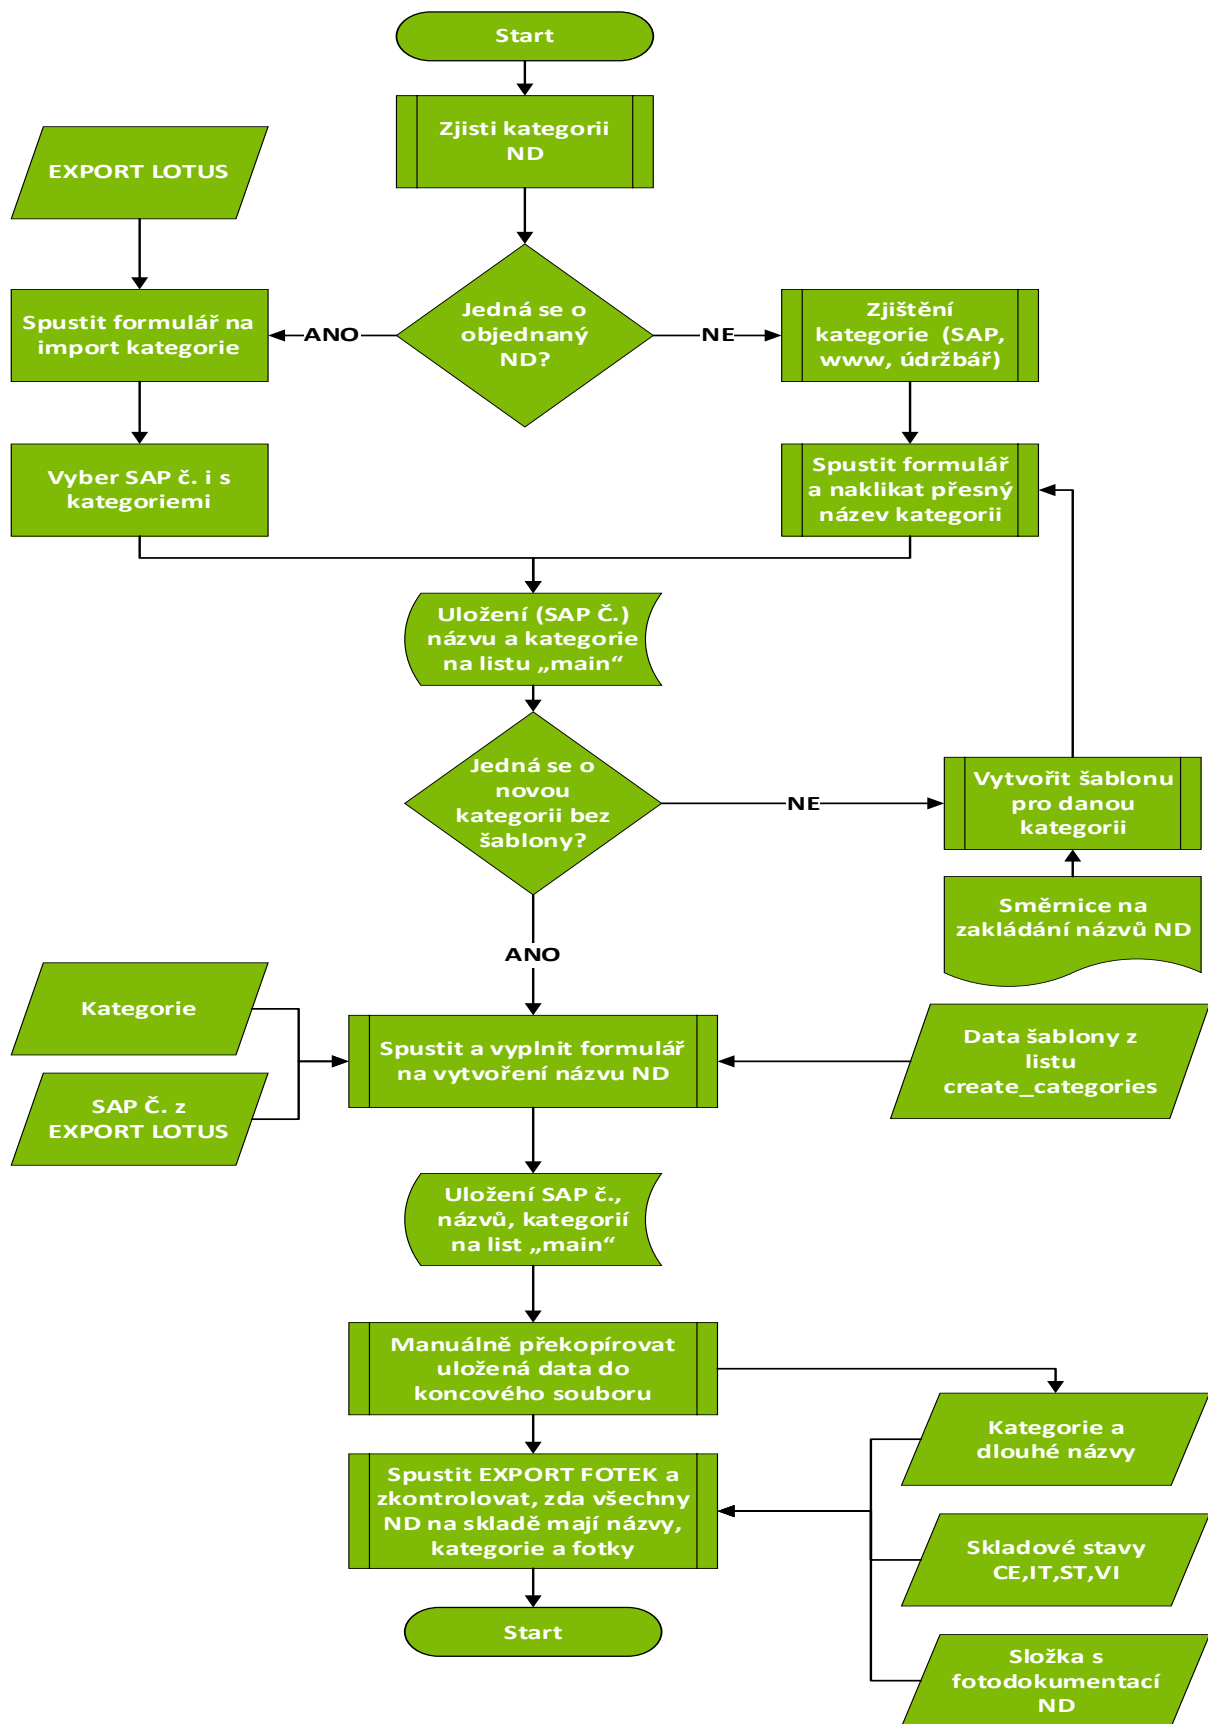 Start
Zjisti kategorii
ND
EXPORT LOTUS
Jedná se o
objednaný
ND?
ANO
NE
Spustit formulář na
import kategorie
Zjištění
kategorie (SAP,
www, údržbář)
Vyber SAP č. i s
kategoriemi
Spustit formulář
a naklikat přesný
název kategorii
Uložení (SAP Č.)
názvu a kategorie
na listu „main“
Jedná se o
novou
kategorii bez
šablony?
NE
Vytvořit šablonu
pro danou
kategorii
Směrnice na
zakládání názvů ND
ANO
Kategorie
SAP Č. z
EXPORT LOTUS
Spustit a vyplnit formulář
na vytvoření názvu ND
Data šablony z
listu
create_categories
Uložení SAP č.,
názvů, kategorií
na list „main“
Manuálně překopírovat
uložená data do
koncového souboru
Kategorie a
dlouhé názvy
Spustit EXPORT FOTEK a
zkontrolovat, zda všechny
ND na skladě mají názvy,
kategorie a fotky
Skladové stavy
CE,IT,ST,VI
Start
Složka s
fotodokumentací
ND